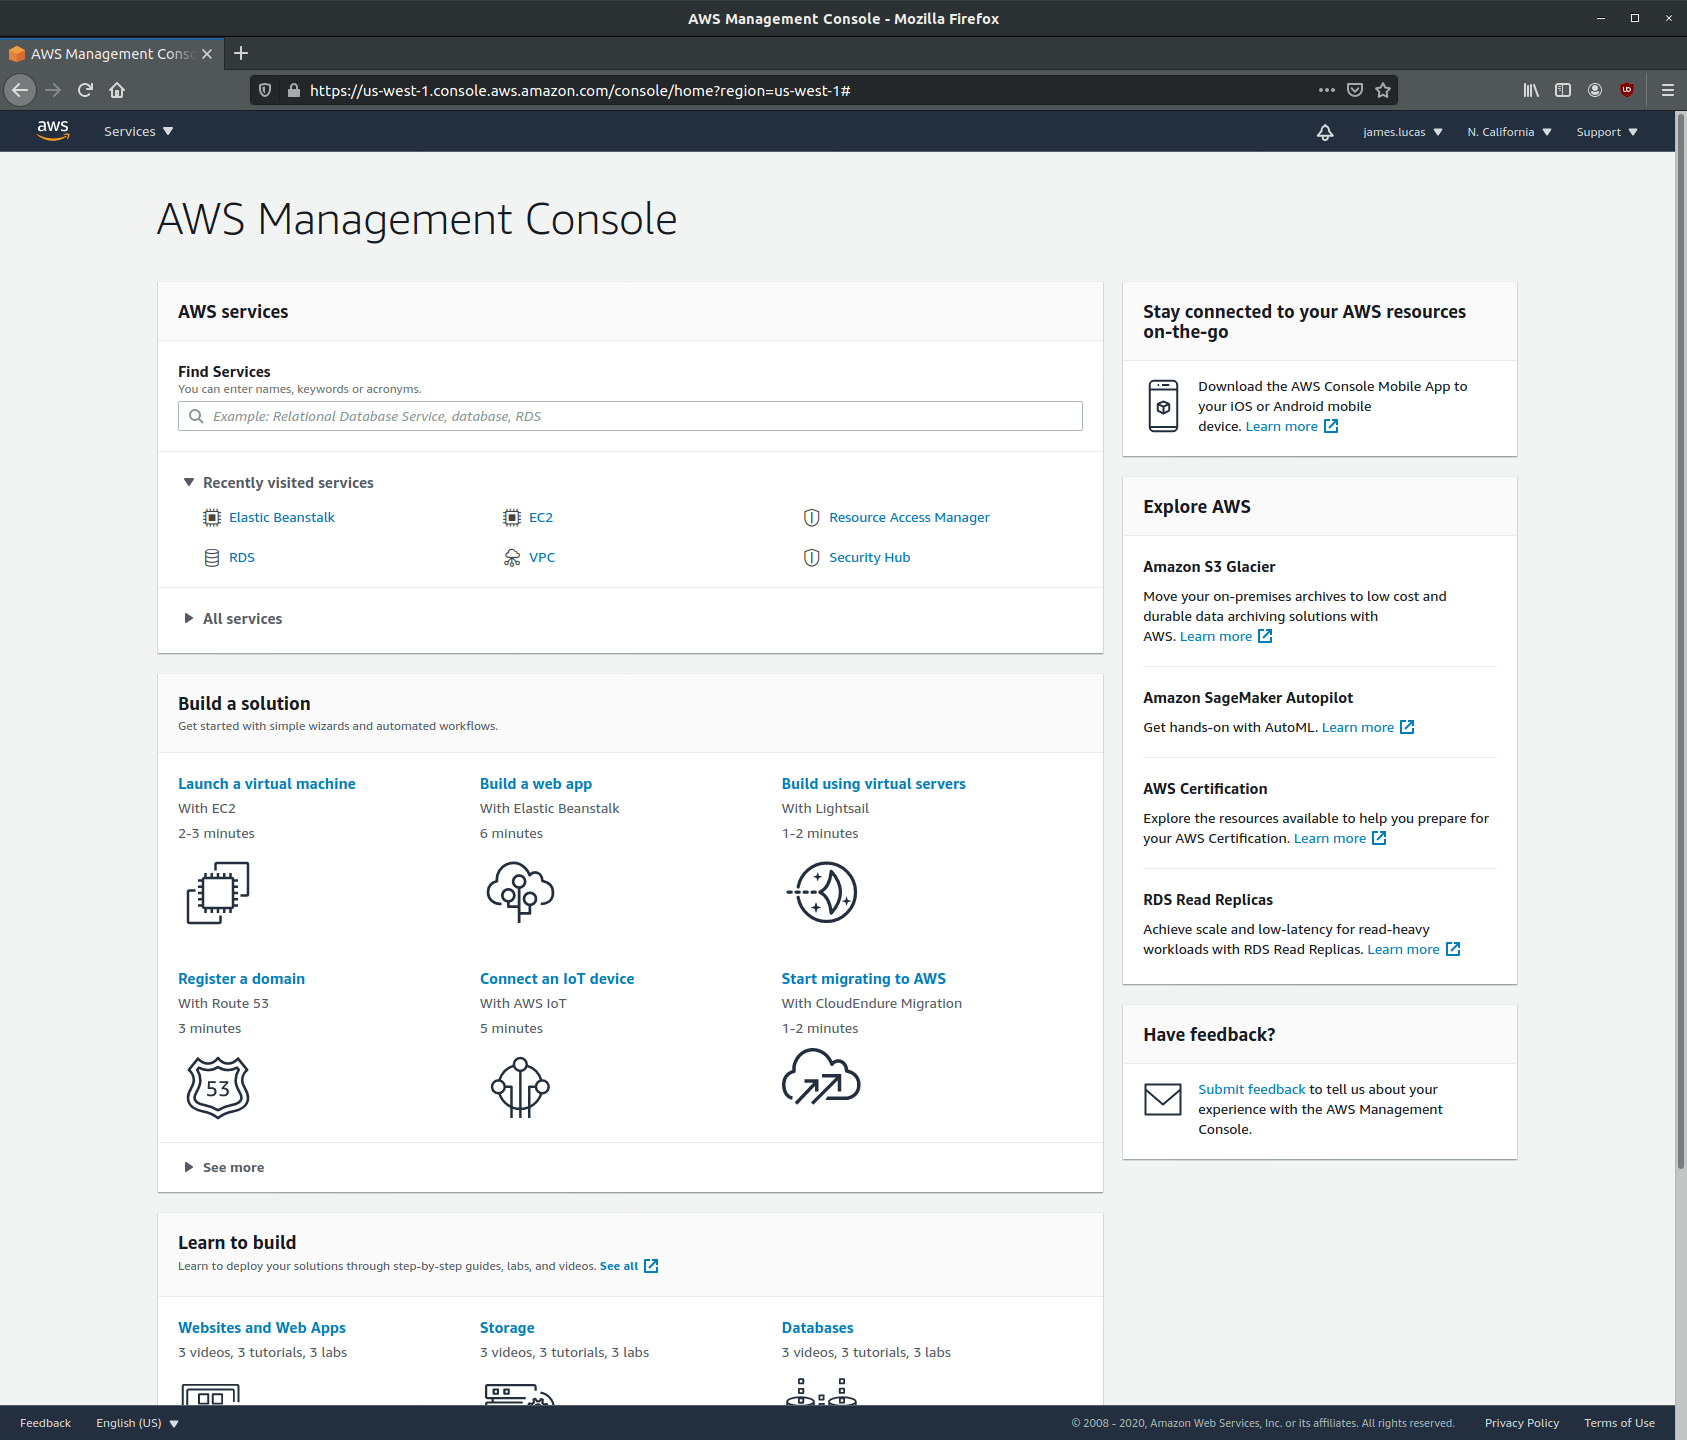 AWS Management Console - Mozilla Firefox
AWS Management Cons
https://us-west-1.console.aws.amazon.com/console/home?region=us-west-1#
aws
Services
james.lucas
N. California
Support
AWS Management Console
AWS services
Find Services
You can enter names, keywords or acronyms.
Example: Relational Database Service, database, RDS
Recently visited services
Elastic Beanstalk
EC2
Resource Access Manager
RDS
VPC
Security Hub
All services
Build a solution
Get started with simple wizards and automated workflows.
Launch a virtual machine
With EC2
2-3 minutes
Build a web app
With Elastic Beanstalk
6 minutes
Build using virtual servers
With Lightsail
1-2 minutes
Register a domain
With Route 53
3 minutes
53
Connect an IoT device
With AWS IoT
5 minutes
Start migrating to AWS
With CloudEndure Migration
1-2 minutes
See more
Learn to build
Learn to deploy your solutions through step-by-step guides, labs, and videos. See all
Websites and Web Apps
3 videos, 3 tutorials, 3 labs
Storage
3 videos, 3 tutorials, 3 labs
Databases
3 videos, 3 tutorials, 3 labs
Stay connected to your AWS resources
on-the-go
Download the AWS Console Mobile App to
your iOS or Android mobile
device. Learn more
Explore AWS
Amazon S3 Glacier
Move your on-premises archives to low cost and
durable data archiving solutions with
AWS. Learn more
Amazon SageMaker Autopilot
Get hands-on with AutoML. Learn more
AWS Certification
Explore the resources available to help you prepare for
your AWS Certification. Learn more
RDS Read Replicas
Achieve scale and low-latency for read-heavy
workloads with RDS Read Replicas. Learn more
Have feedback?
Submit feedback to tell us about your
experience with the AWS Management
Console.
Feedback
English (US)
© 2008 - 2020, Amazon Web Services, Inc. or its affiliates. All rights reserved.
Privacy Policy
Terms of Use